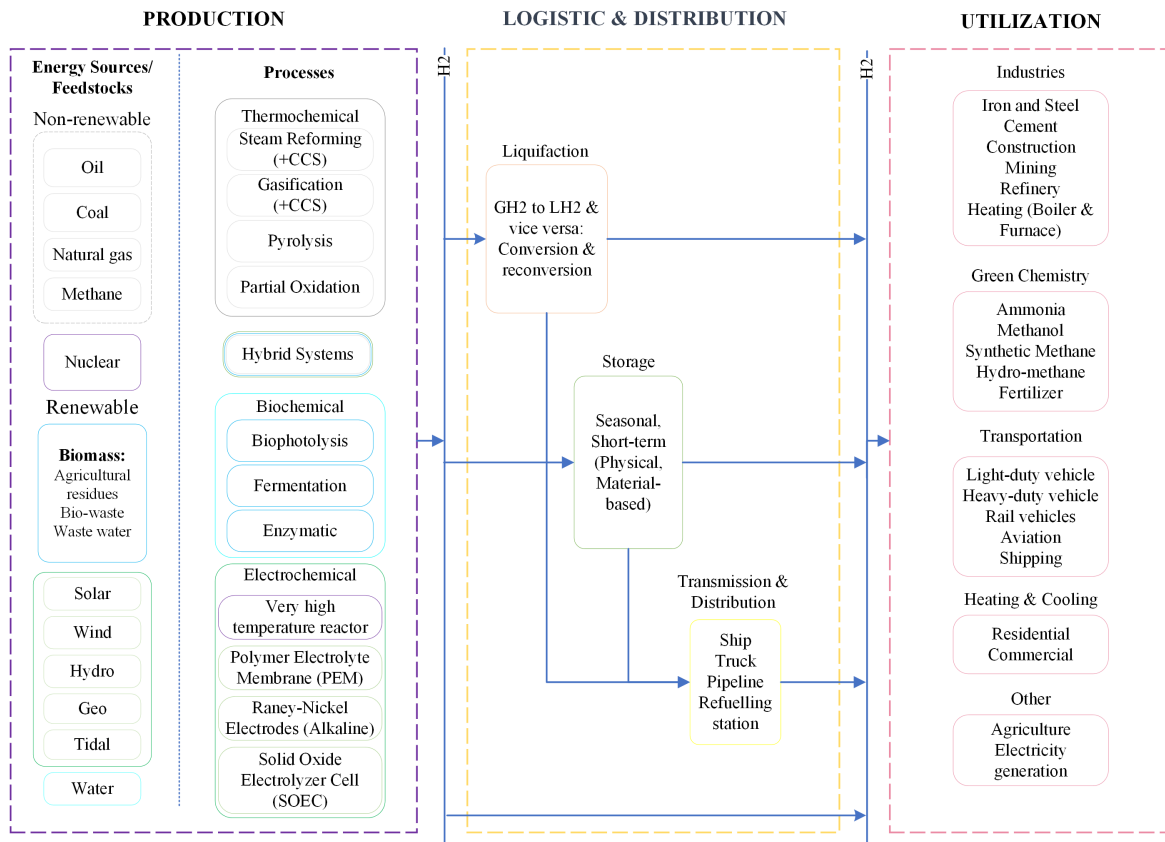 PRODUCTION
LOGISTIC & DISTRIBUTION
UTILIZATION
Energy Sources/
Feedstocks
Non-renewable
Oil
Coal
Natural gas
Methane
Nuclear
Renewable
Biomass:
Agricultural
residues
Bio-waste
Waste water
Solar
Wind
Hydro
Geo
Tidal
Water
Processes
Thermochemical
Steam Reforming
(+CCS)
Gasification
(+CCS)
Pyrolysis
Partial Oxidation
Hybrid Systems
Biochemical
Biophotolysis
Fermentation
Enzymatic
Electrochemical
Very high
temperature reactor
Polymer Electrolyte
Membrane (PEM)
Raney-Nickel
Electrodes (Alkaline)
Solid Oxide
Electrolyzer Cell
(SOEC)
H2
Liquifaction
GH2 to LH2 &
vice versa:
Conversion &
reconversion
Storage
Seasonal,
Short-term
(Physical,
Material-
based)
Transmission &
Distribution
Ship
Truck
Pipeline
Refuelling
station
H2
Industries
Iron and Steel
Cement
Construction
Mining
Refinery
Heating (Boiler &
Furnace)
Green Chemistry
Ammonia
Methanol
Synthetic Methane
Hydro-methane
Fertilizer
Transportation
Light-duty vehicle
Heavy-duty vehicle
Rail vehicles
Aviation
Shipping
Heating & Cooling
Residential
Commercial
Other
Agriculture
Electricity
generation